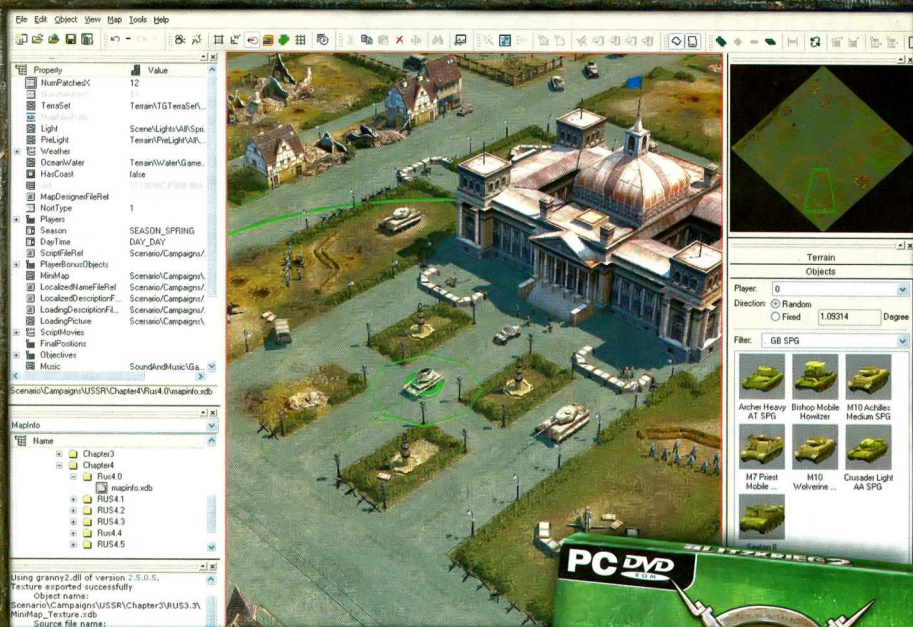 File Edit Object View Map Tools Help
Property Value
NumPatchesX 12
TerraSet Terrain\TGTerraSet\...
Light Scene\Lights\All\Spri.
PreLight Terrain\PreLight\All\...
Weather
OceanWater Terrain\Water\Game..
HasCoast false
MapDesignerFileRef
NortType 1
Players
Season SEASON_SPRING
DayTime DAY_DAY
ScriptFileRef Scenario/Campaigns/.
PlayerBonusObjects
MiniMap Scenario\Campaigns\.
LocalizedNameFileRef Scenario/Campaigns/.
LocalizedDescriptionF... Scenario/Campaigns/.
LoadingDescriptionFil... Scenario/Campaigns/.
LoadingPicture Scenario\Campaigns\.
ScriptMovies
FinalPositions
Objectives
Music SoundAndMusic\Ga...
Scenario\Campaigns\USSR\Chapter4\Rus4.0\mapinfo.xdb
MapInfo
Name
Chapter3
Chapter4
Rus4.0
mapinfo.xdb
RUS4.1
RUS4.2
RUS4.3
Rus4.4
RUS4.5
Using granny2.dll of version 2.5.0.5,
Texture exported successfully
Object name:
Scenario\Campaigns\USSR\Chapter3\RUS3.3\
MiniMap_Texture.xdb
Source file name:
Terrain
Objects
Player: 0
Direction: Random
Fixed 1.09314 Degree
Filter: GB SPG
Archer Heavy AT SPG
Bishop Mobile Howitzer
M10 Achilles Medium SPG
M7 Priest Mobile ...
M10 Wolverine ...
Crusader Light AA SPG
PC DVD
ROM
BLITZKRIEG 2